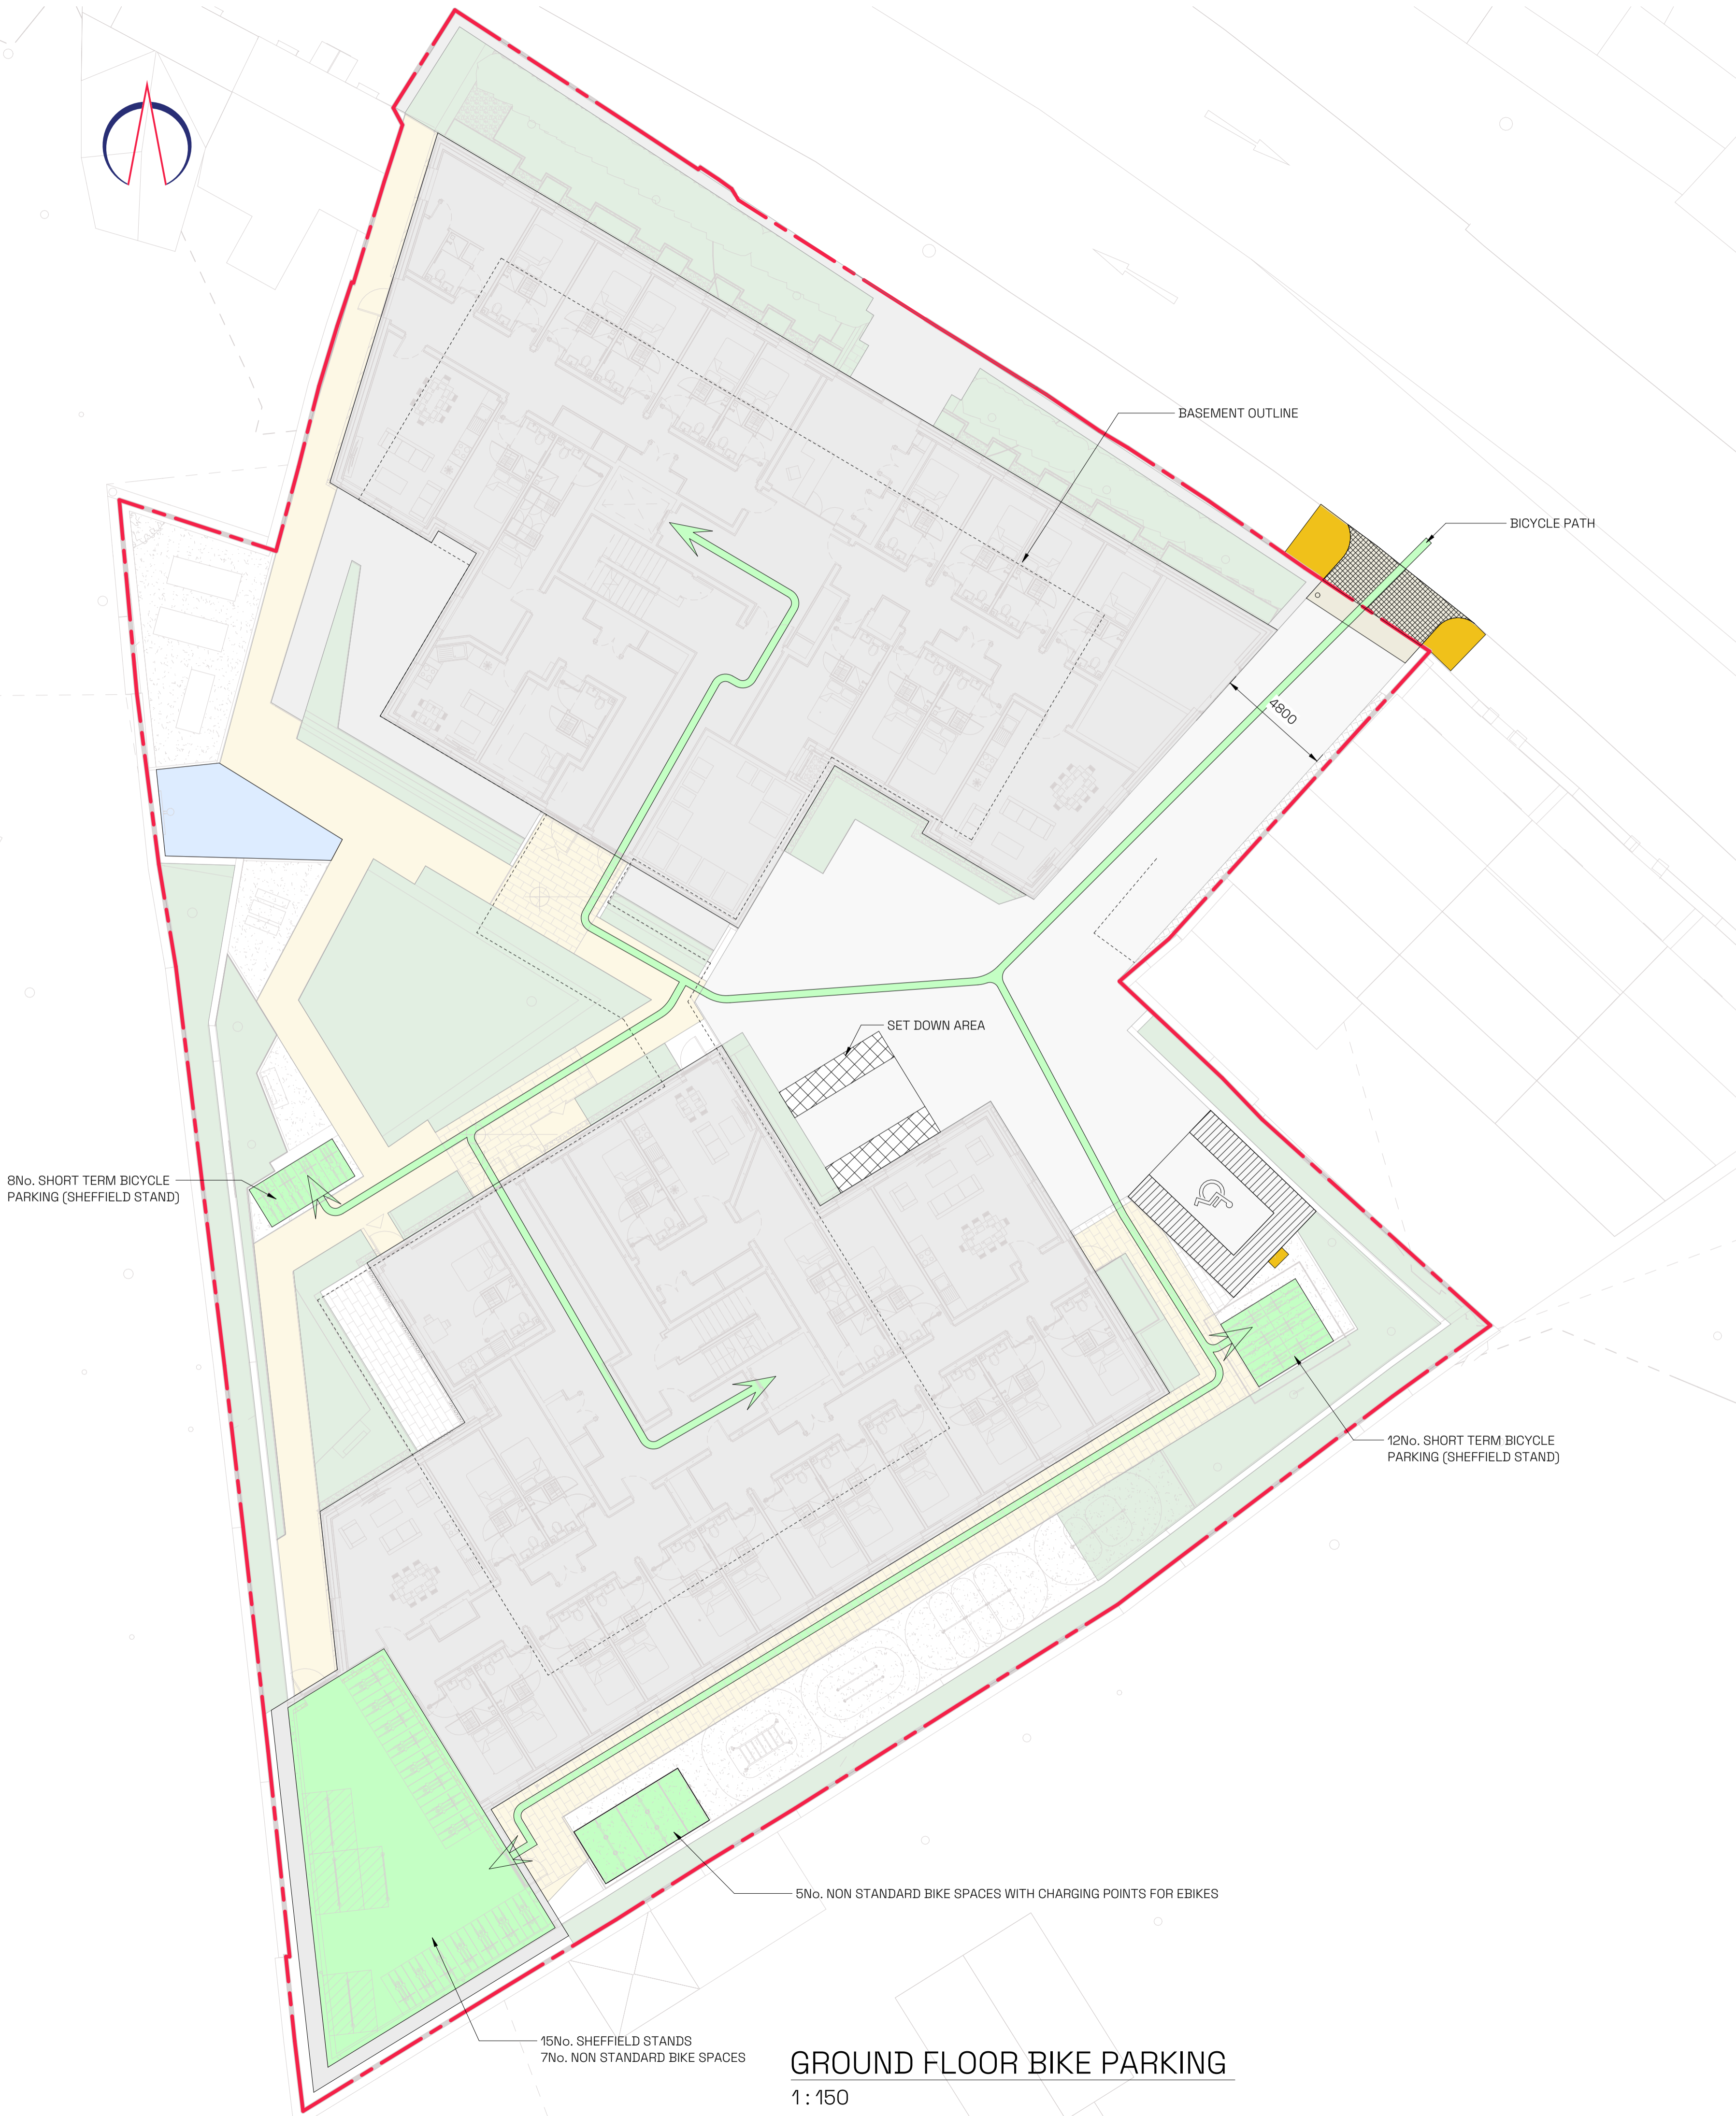 BASEMENT OUTLINE
BICYCLE PATH
4800
SET DOWN AREA
8No. SHORT TERM BICYCLE
PARKING (SHEFFIELD STAND)
12No. SHORT TERM BICYCLE
PARKING (SHEFFIELD STAND)
5No. NON STANDARD BIKE SPACES WITH CHARGING POINTS FOR EBIKES
15No. SHEFFIELD STANDS
7No. NON STANDARD BIKE SPACES
GROUND FLOOR BIKE PARKING
1 : 150